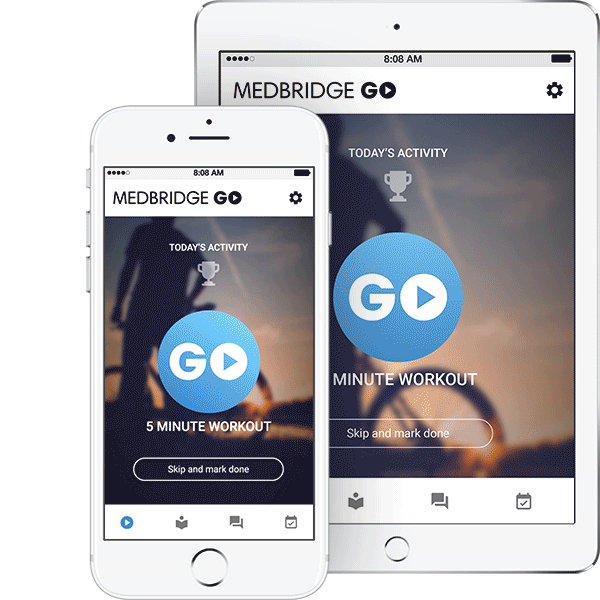 8:08 AM
MEDBRIDGE GO
TODAY'S ACTIVITY
GO
5 MINUTE WORKOUT
Skip and mark done
8:08 AM
MEDBRIDGE GO
TODAY'S ACTIVITY
GO
MINUTE WORKOUT
Skip and mark done